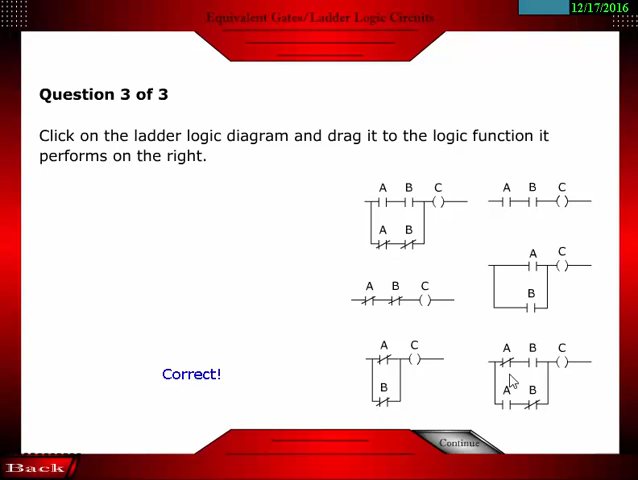 Equivalent Gates/Ladder Logic Circuits
12/17/2016
Question 3 of 3
Click on the ladder logic diagram and drag it to the logic function it
performs on the right.
A B C
A B
A B C
A C
B
A B C
A C
B
A B C
A B
Correct!
Continue
Back